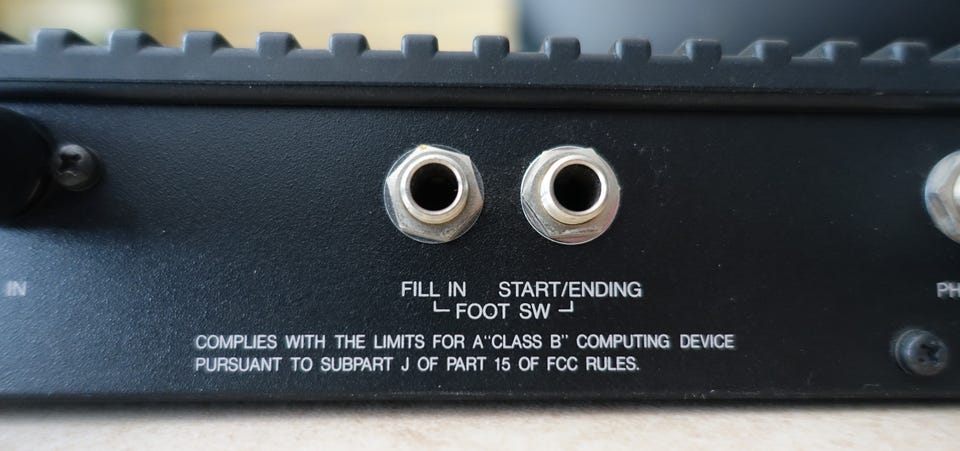 IN
FILL IN START/ENDING
FOOT SW
PH
COMPLIES WITH THE LIMITS FOR A"CLASS B" COMPUTING DEVICE
PURSUANT TO SUBPART J OF PART 15 OF FCC RULES.